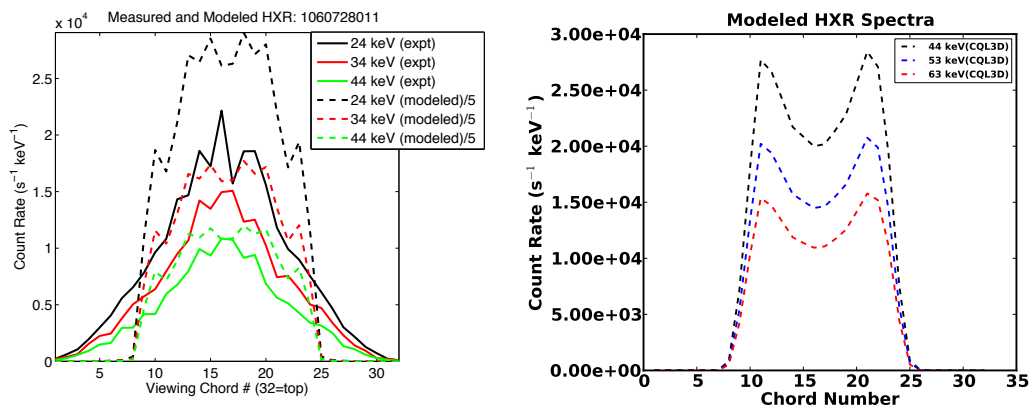 Measured and Modeled HXR: 1060728011
x 10⁴
2.5
2
1.5
1
0.5
0
5
10
15
20
25
30
Count Rate (s⁻¹ keV⁻¹)
Viewing Chord # (32=top)
24 keV (expt)
34 keV (expt)
44 keV (expt)
24 keV (modeled)/5
34 keV (modeled)/5
44 keV (modeled)/5
Modeled HXR Spectra
3.00e+04
2.50e+04
2.00e+04
1.50e+04
1.00e+04
5.00e+03
0.00e+00
0
5
10
15
20
25
30
35
Count Rate (s⁻¹ keV⁻¹)
Chord Number
44 keV(CQL3D)
53 keV(CQL3D)
63 keV(CQL3D)